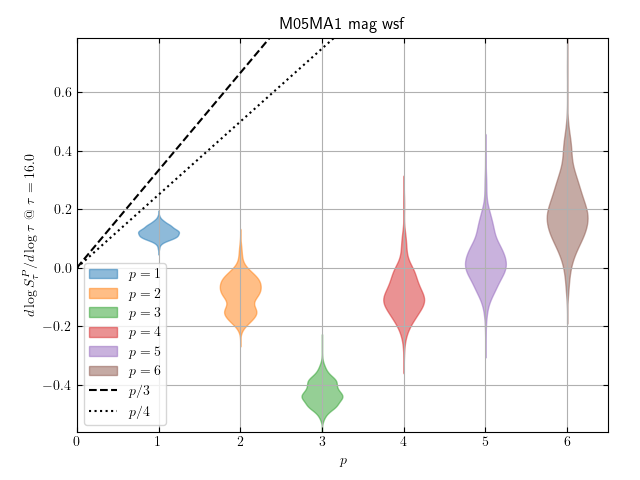 M05MA1 mag wsf
d log S_τ^P / d log τ @ τ = 16.0
0.6
0.4
0.2
0.0
−0.2
−0.4
p = 1
p = 2
p = 3
p = 4
p = 5
p = 6
p/3
p/4
0 1 2 3 4 5 6
p